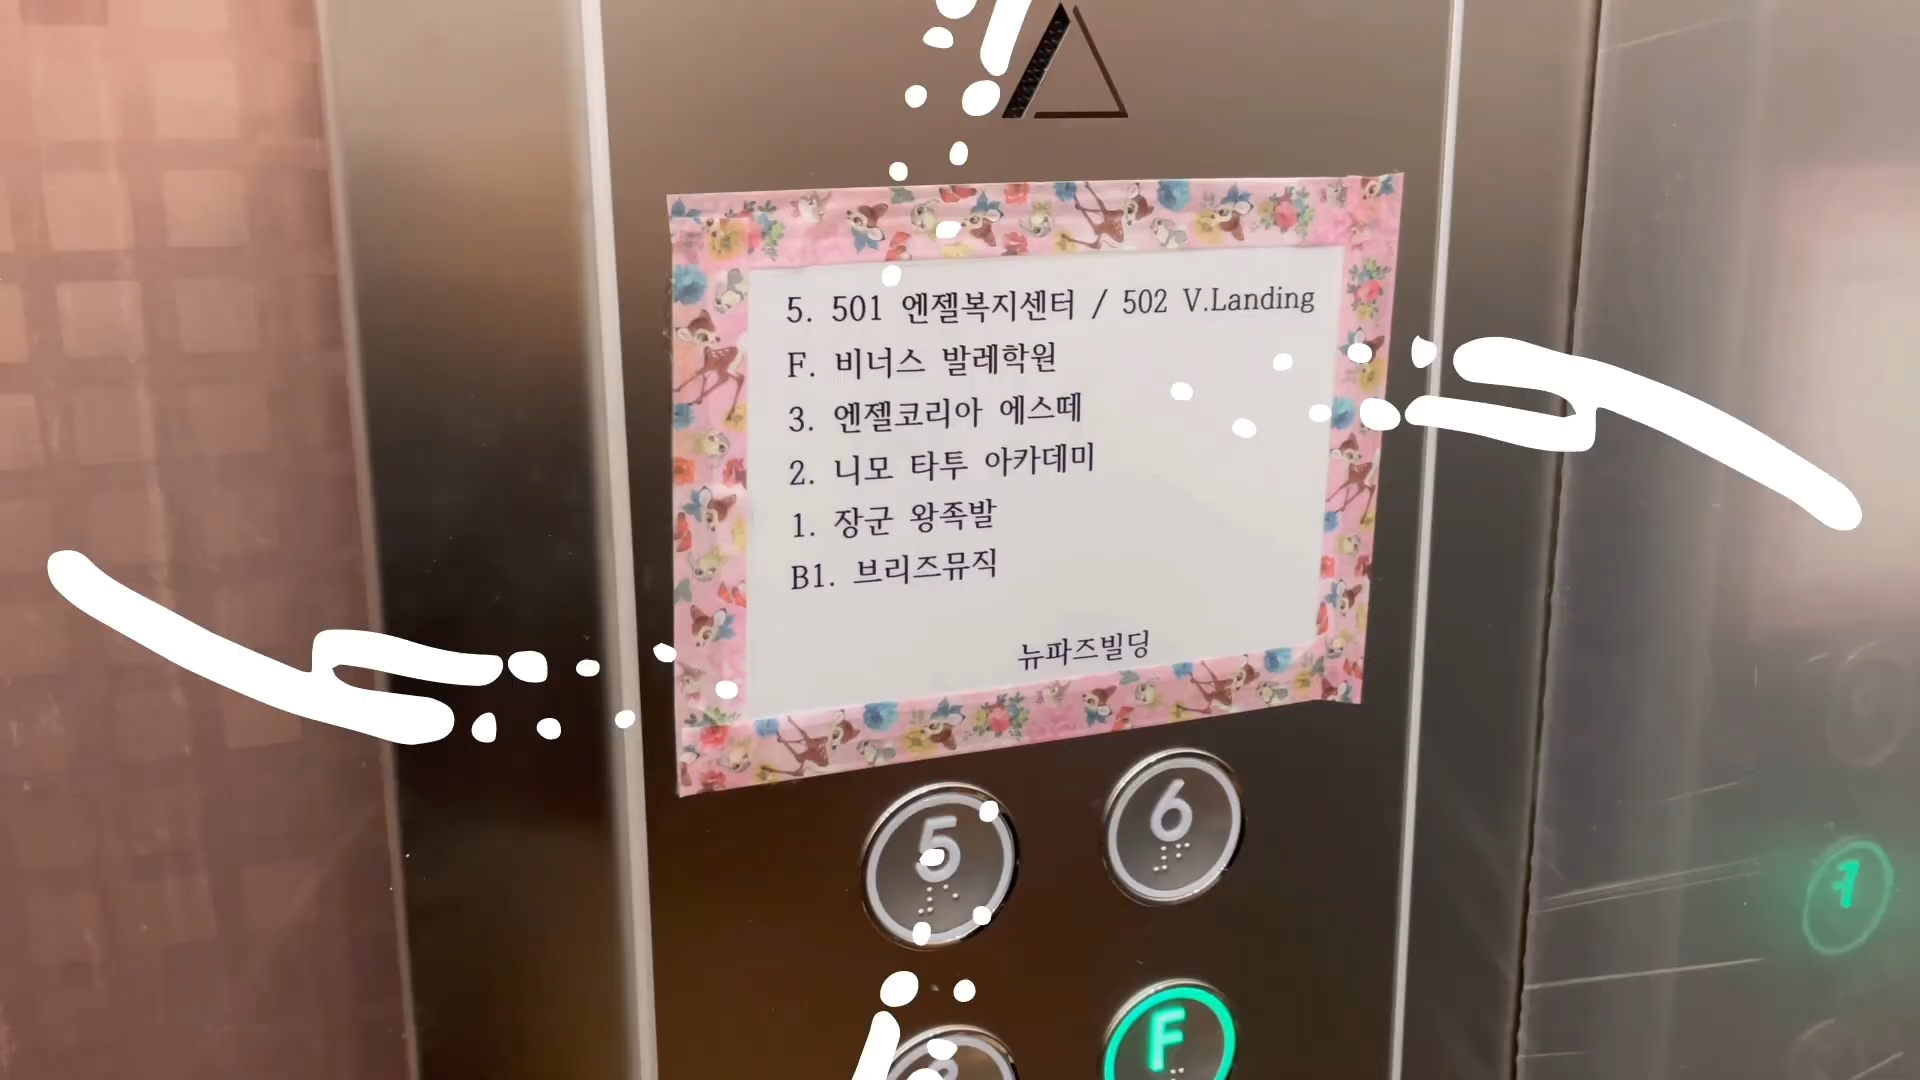 5. 501 엔젤복지센터 / 502 V.Landing
F. 비너스 발레학원
3. 엔젤코리아 에스떼
2. 니모 타투 아카데미
1. 장군 왕족발
B1. 브리즈뮤직
뉴파즈빌딩
5
6
F